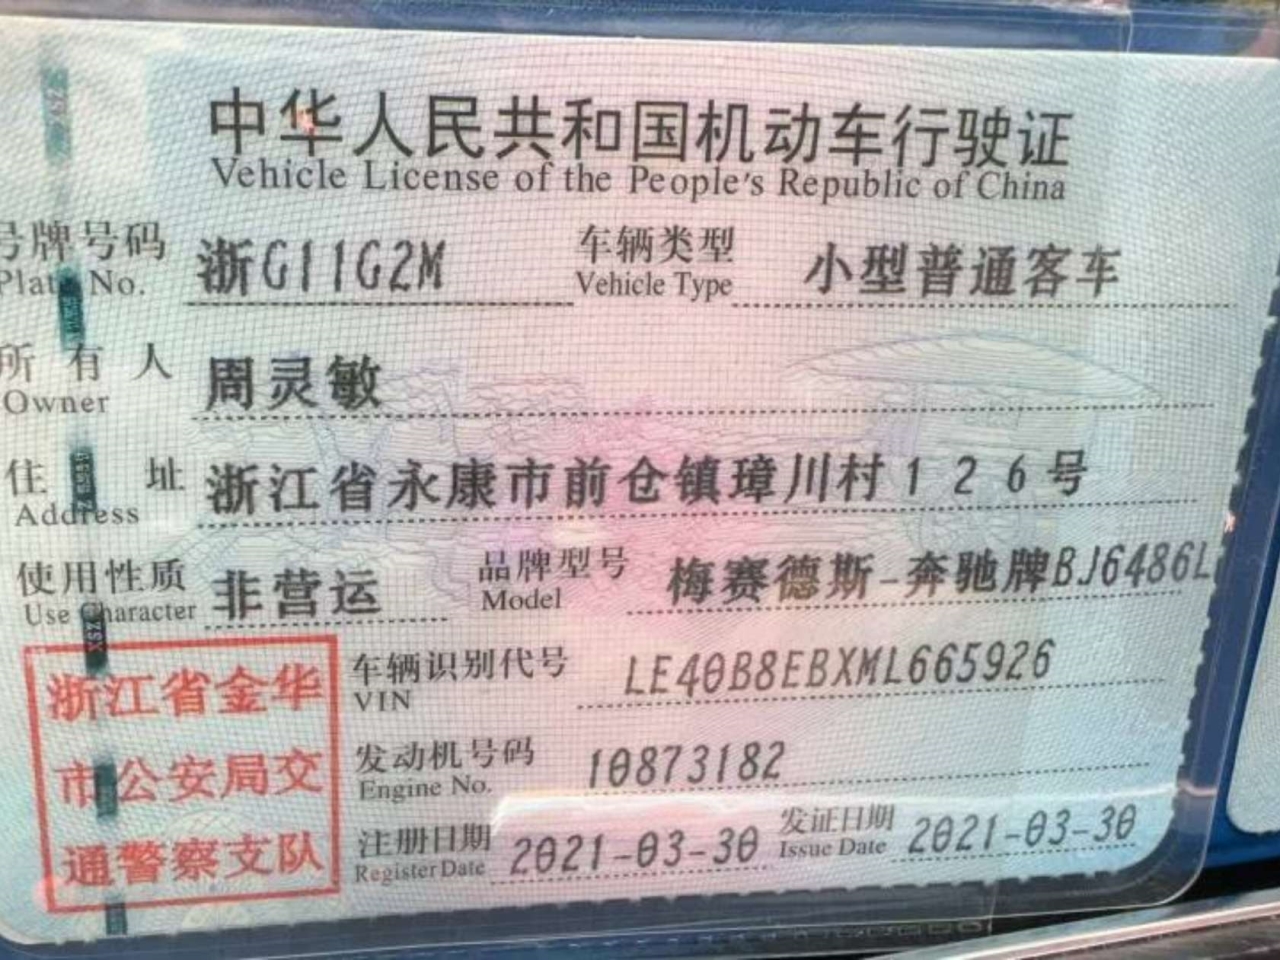 中华人民共和国机动车行驶证
Vehicle License of the People's Republic of China
号牌号码 浙G11G2M 车辆类型 小型普通客车
Plate No. Vehicle Type
所有人 周灵敏
Owner
住址 浙江省永康市前仓镇璋川村126号
Address
使用性质 非营运 品牌型号 梅赛德斯-奔驰牌BJ6486L
Use Character Model
浙江省金华
市公安局交
通警察支队
车辆识别代号 LE40B8EBXML665926
VIN
发动机号码 10873182
Engine No.
注册日期 2021-03-30 发证日期 2021-03-30
Register Date Issue Date